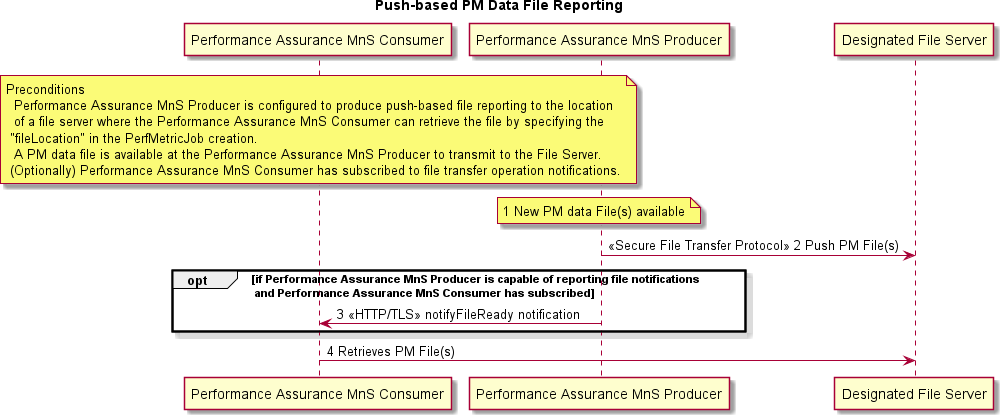 Push-based PM Data File Reporting
Performance Assurance MnS Consumer
Performance Assurance MnS Producer
Designated File Server
Preconditions
Performance Assurance MnS Producer is configured to produce push-based file reporting to the location
of a file server where the Performance Assurance MnS Consumer can retrieve the file by specifying the
"fileLocation" in the PerfMetricJob creation.
A PM data file is available at the Performance Assurance MnS Producer to transmit to the File Server.
(Optionally) Performance Assurance MnS Consumer has subscribed to file transfer operation notifications.
1 New PM data File(s) available
«Secure File Transfer Protocol» 2 Push PM File(s)
opt
[if Performance Assurance MnS Producer is capable of reporting file notifications
and Performance Assurance MnS Consumer has subscribed]
3 «HTTP/TLS» notifyFileReady notification
4 Retrieves PM File(s)
Performance Assurance MnS Consumer
Performance Assurance MnS Producer
Designated File Server